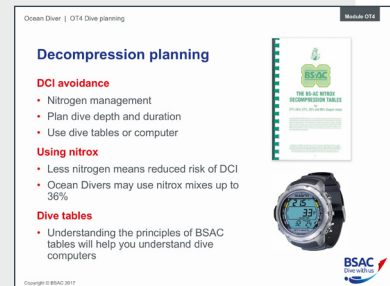 Ocean Diver | OT4 Dive planning
Module OT4
Decompression planning
DCI avoidance
• Nitrogen management
• Plan dive depth and duration
• Use dive tables or computer
Using nitrox
• Less nitrogen means reduced risk of DCI
• Ocean Divers may use nitrox mixes up to
36%
Dive tables
• Understanding the principles of BSAC
tables will help you understand dive
computers
BS-AC
THE BS-AC NITROX
DECOMPRESSION TABLES
BSAC
Dive with us
Copyright © BSAC 2017